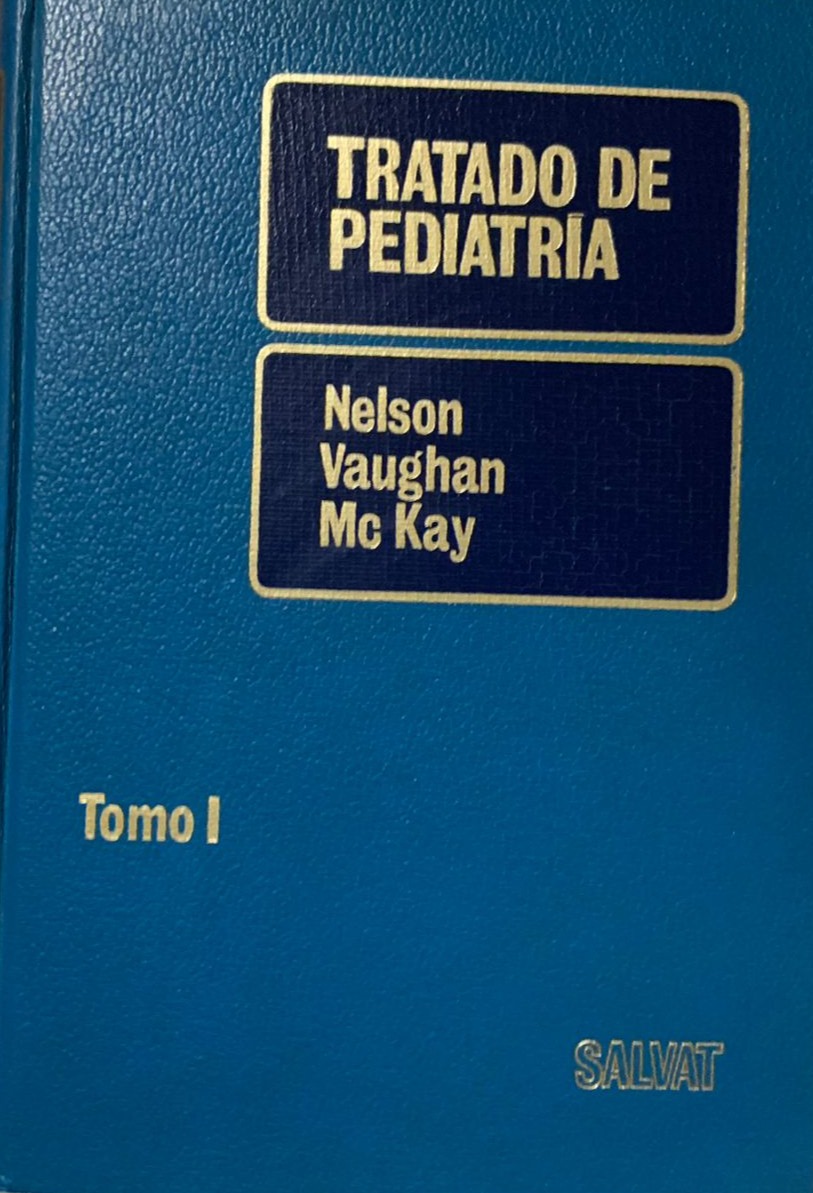 TRATADO DE
PEDIATRÍA
Nelson
Vaughan
Mc Kay
Tomo I
SALVAT